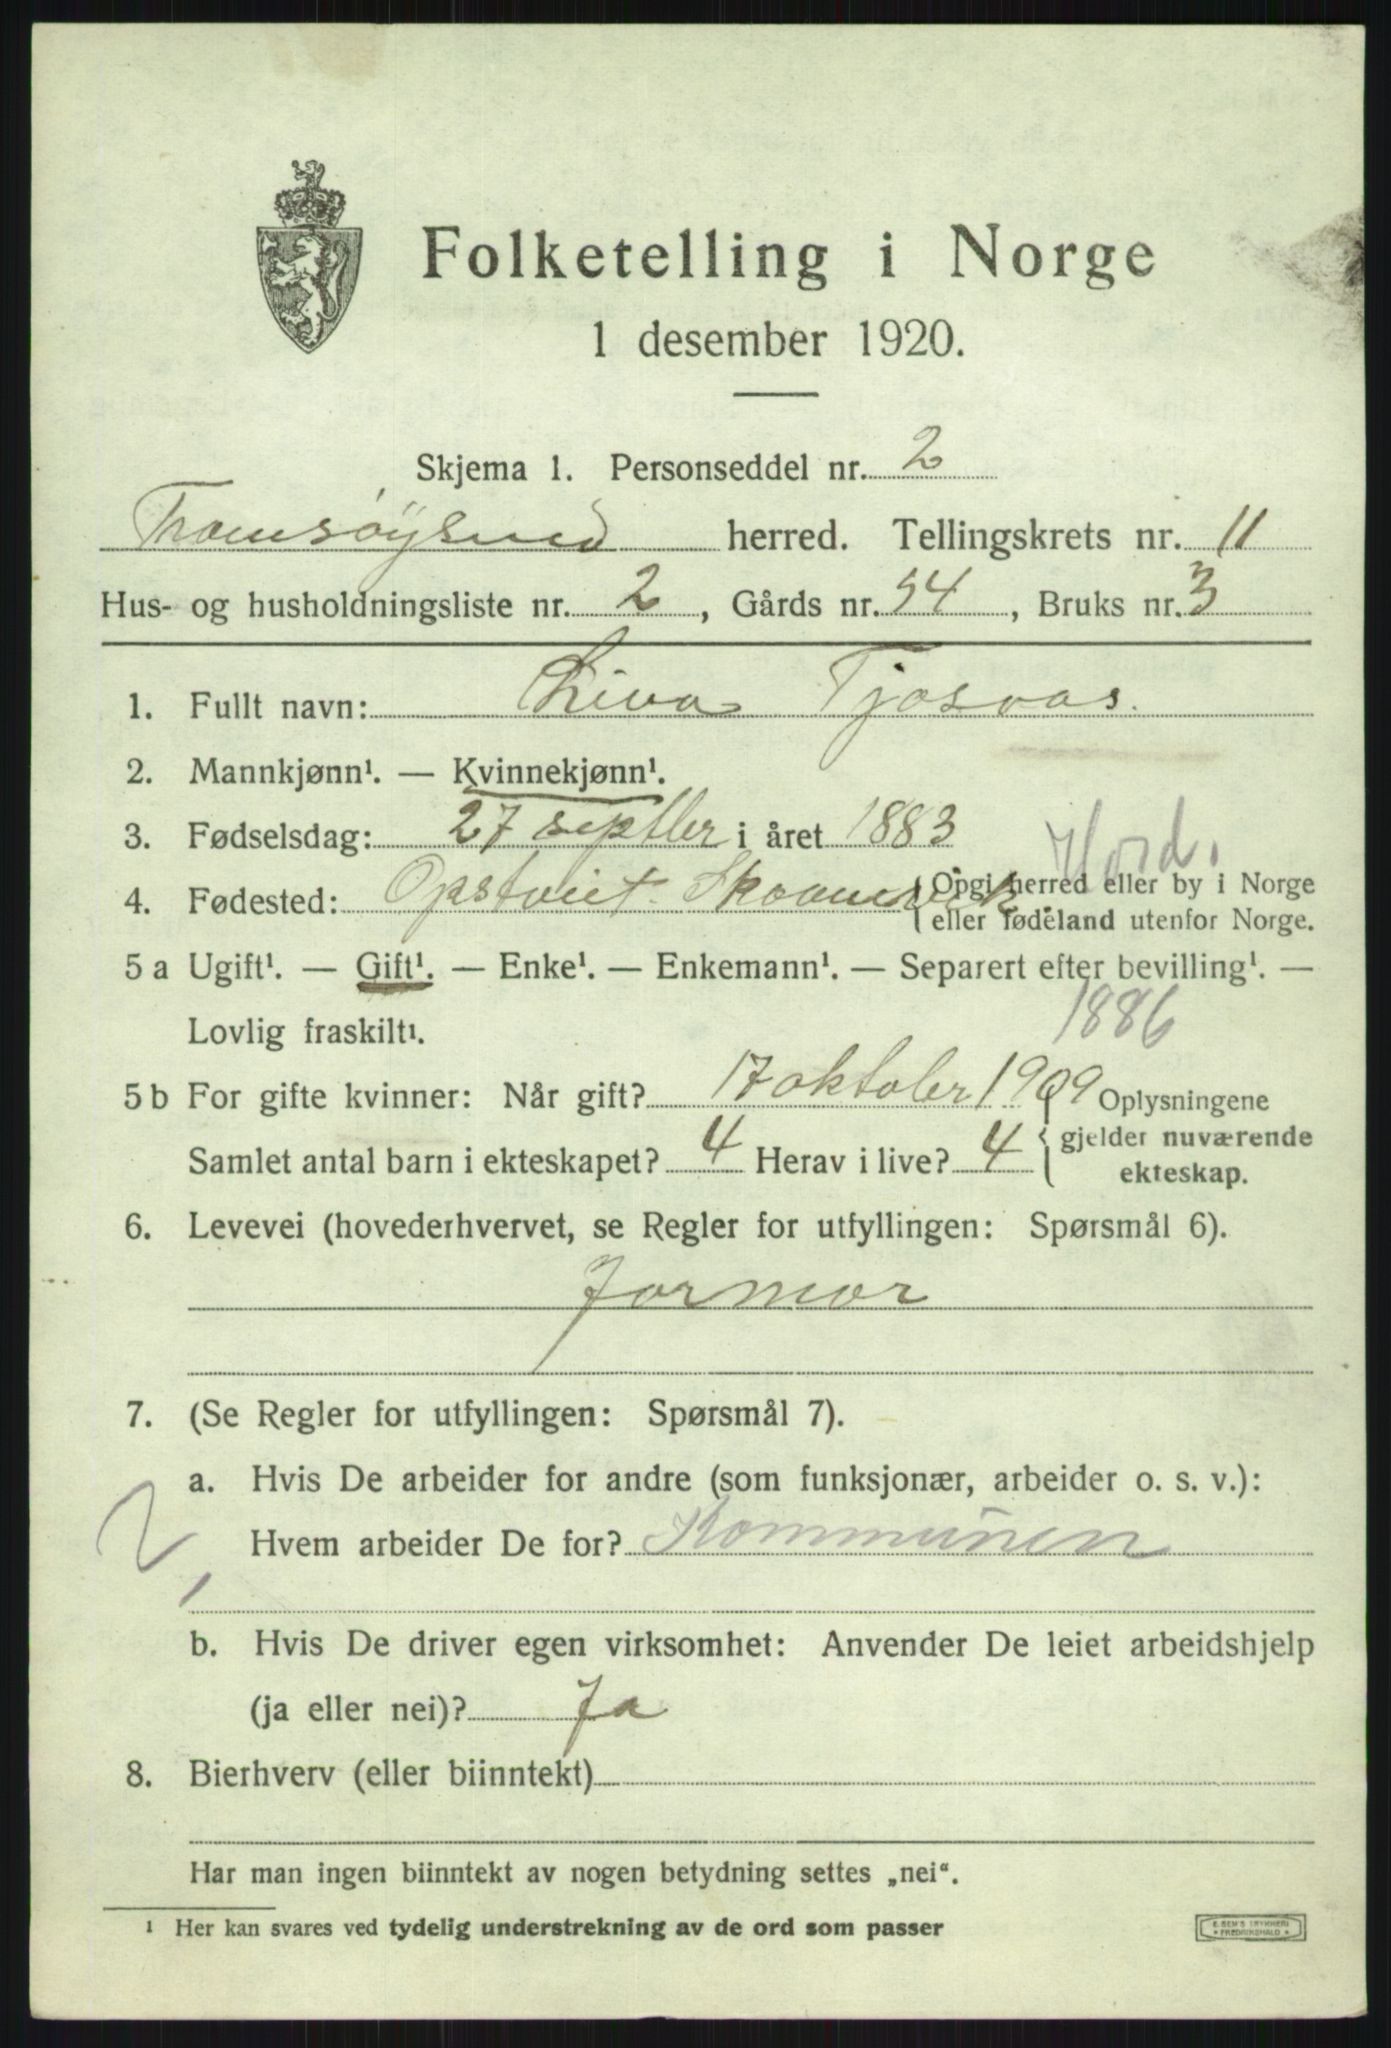 Folketelling i Norge
1 desember 1920.
Skjema 1. Personseddel nr. 2
Tromsøysund herred. Tellingskrets nr. 11
Hus- og husholdningsliste nr. 2, Gårds nr. 54, Bruks nr. 3
1. Fullt navn: Liva Tjosaas.
2. Mannkjønn¹. — Kvinnekjønn¹.
3. Fødselsdag: 27 septber i året 1883
Hord.
4. Fødested: Opstveit Skaanevik. Opgi herred eller by i Norge
eller fødeland utenfor Norge.
5 a Ugift¹. — Gift¹. — Enke¹. — Enkemann¹. — Separert efter bevilling¹. —
Lovlig fraskilt¹.
1886
5 b For gifte kvinner: Når gift? 17 oktober 1909 Oplysningene
Samlet antal barn i ekteskapet? 4 Herav i live? 4 gjelder nuværende
ekteskap.
6. Levevei (hovederhvervet, se Regler for utfyllingen: Spørsmål 6).
Jormor
7. (Se Regler for utfyllingen: Spørsmål 7).
a. Hvis De arbeider for andre (som funksjonær, arbeider o. s. v.):
Hvem arbeider De for? Kommunen
b. Hvis De driver egen virksomhet: Anvender De leiet arbeidshjelp
(ja eller nei)? Ja
8. Bierhverv (eller biinntekt)
Har man ingen biinntekt av nogen betydning settes „nei“.
¹ Her kan svares ved tydelig understrekning av de ord som passer
E. SEM'S TRYKKERI
FREDRIKSHALD